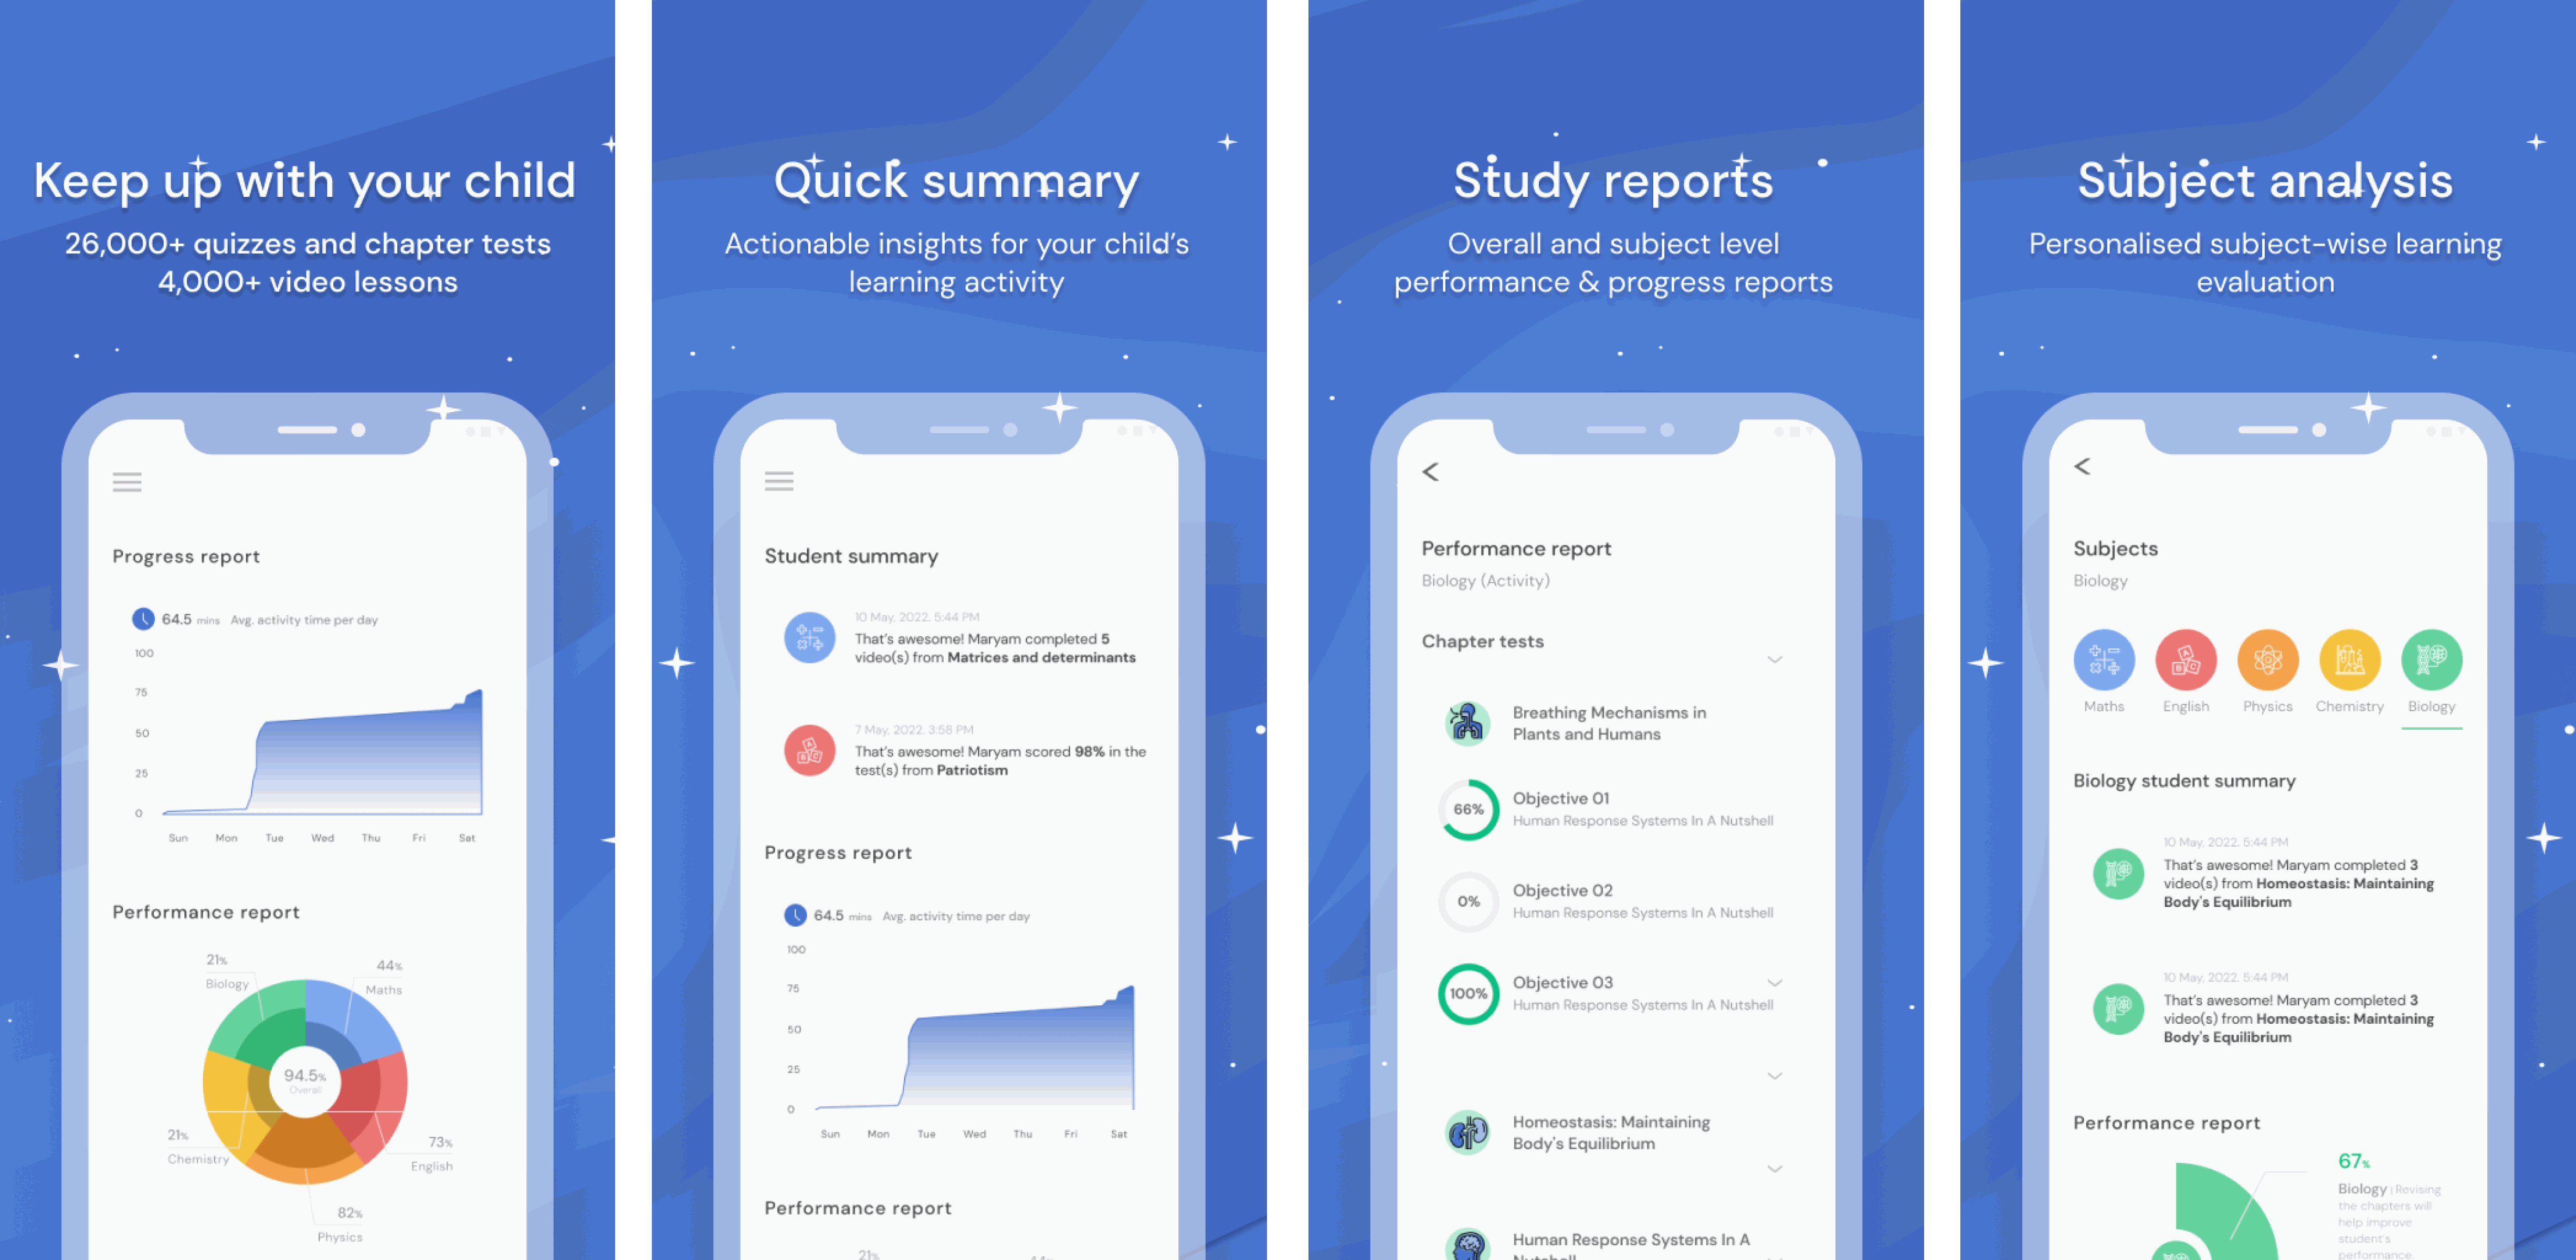 Keep up with your child
26,000+ quizzes and chapter tests
4,000+ video lessons
Progress report
64.5 mins Avg. activity time per day
100
75
50
25
0
Sun Mon Tue Wed Thu Fri Sat
Performance report
21%
Biology
44%
Maths
94.5%
Overall
21%
Chemistry
73%
English
82%
Physics
Quick summary
Actionable insights for your child's
learning activity
Student summary
10 May, 2022. 5:44 PM
That's awesome! Maryam completed 5
video(s) from Matrices and determinants
7 May, 2022. 3:58 PM
That's awesome! Maryam scored 98% in the
test(s) from Patriotism
Progress report
64.5 mins Avg. activity time per day
100
75
50
25
0
Sun Mon Tue Wed Thu Fri Sat
Performance report
21%
44%
Study reports
Overall and subject level
performance & progress reports
Performance report
Biology (Activity)
Chapter tests
Breathing Mechanisms in
Plants and Humans
66%
Objective 01
Human Response Systems In A Nutshell
0%
Objective 02
Human Response Systems In A Nutshell
100%
Objective 03
Human Response Systems In A Nutshell
Homeostasis: Maintaining
Body's Equilibrium
Human Response Systems In A
Nutshell
Subject analysis
Personalised subject-wise learning
evaluation
Subjects
Biology
Maths English Physics Chemistry Biology
Biology student summary
10 May, 2022. 5:44 PM
That's awesome! Maryam completed 3
video(s) from Homeostasis: Maintaining
Body's Equilibrium
10 May, 2022. 5:44 PM
That's awesome! Maryam completed 3
video(s) from Homeostasis: Maintaining
Body's Equilibrium
Performance report
67%
Biology | Revising
the chapters will
help improve
student's
performance.